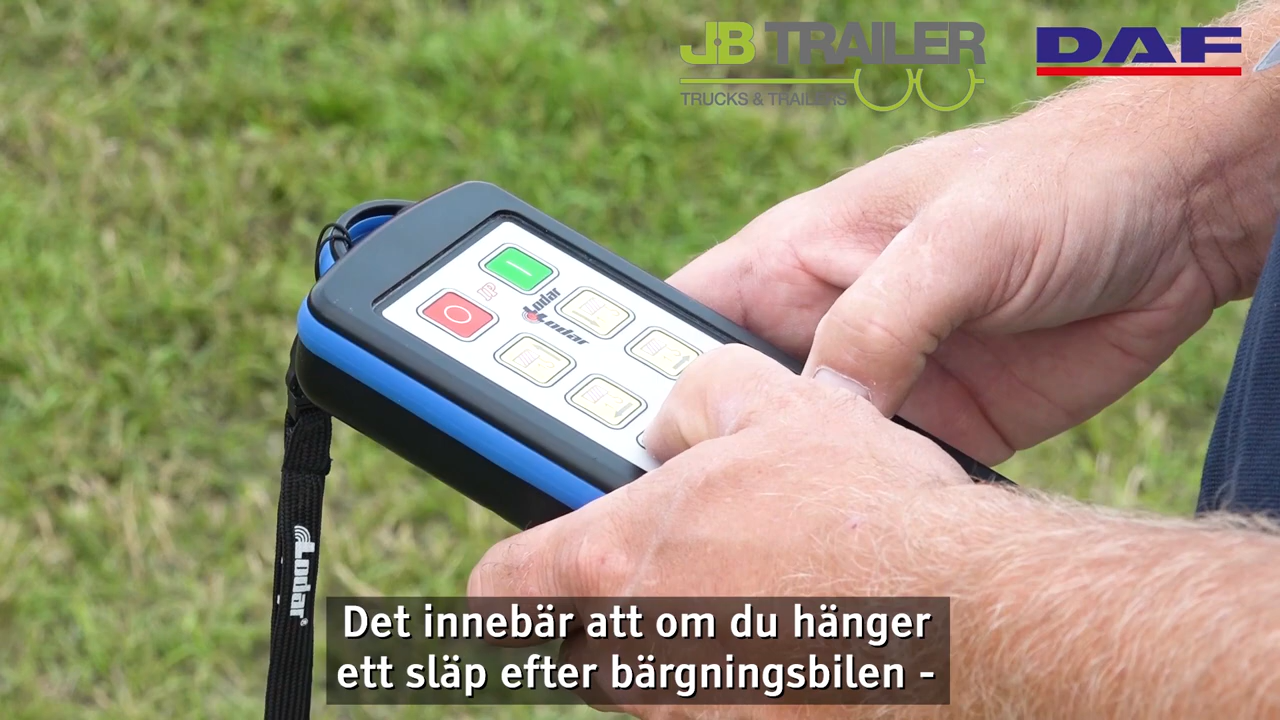 JB TRAILER
TRUCKS & TRAILERS
DAF
Lodar
Lodar
Lodar
Det innebär att om du hänger
ett släp efter bärgningsbilen -